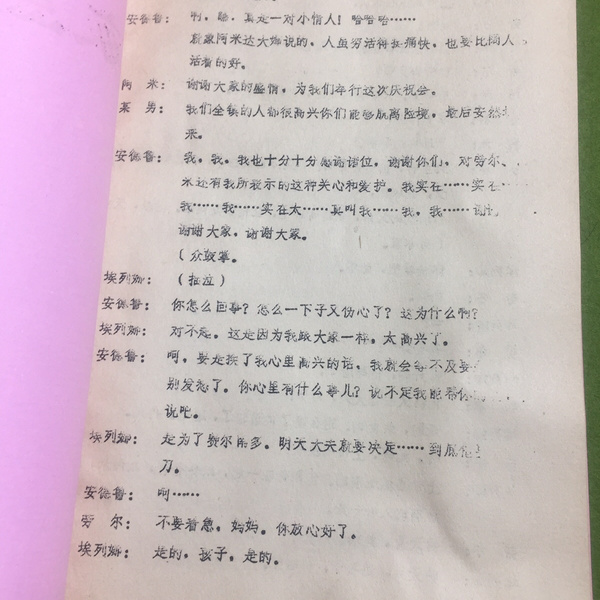 安德鲁： 啊，瞧，真是一对小情人！哈哈哈……
就象阿米达大婶说的，人虽穷活得挺痛快，也要比阔人
活着的好。
阿 米： 谢谢大家的盛情，为我们举行这次庆祝会。
某 男： 我们全镇的人都很高兴你们能够脱离险境，最后安然
来。
安德鲁： 我，我，我也十分十分感谢诸位，谢谢你们，对劳尔、
米还有我所表示的这种关心和爱护。我实在……实在
我……我……实在太……真叫我……我，我……谢
谢谢大家，谢谢大家。
（众鼓掌。
埃列娜： （抽泣）
安德鲁： 你怎么回事？怎么一下子又伤心了？这为什么啊？
埃列娜： 对不起。这是因为我跟大家一样，太高兴了。
安德鲁： 呵，要是换了我心里高兴的话，我就会 不及要
别发愁了。你心里有什么事儿？说不定我能帮你
说吧。
埃列娜： 是为了费尔南多。明天大夫就要决定……到底
刀。
安德鲁： 呵……
劳 尔： 不要着急，妈妈。你放心好了。
埃列娜： 是的，孩子，是的。